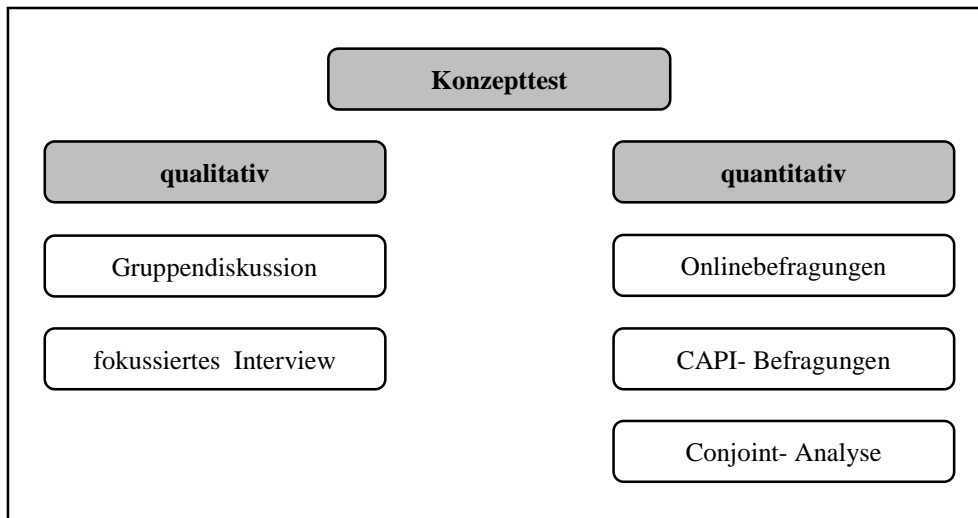 Konzepttest
qualitativ
Gruppendiskussion
fokussiertes Interview
quantitativ
Onlinebefragungen
CAPI- Befragungen
Conjoint- Analyse